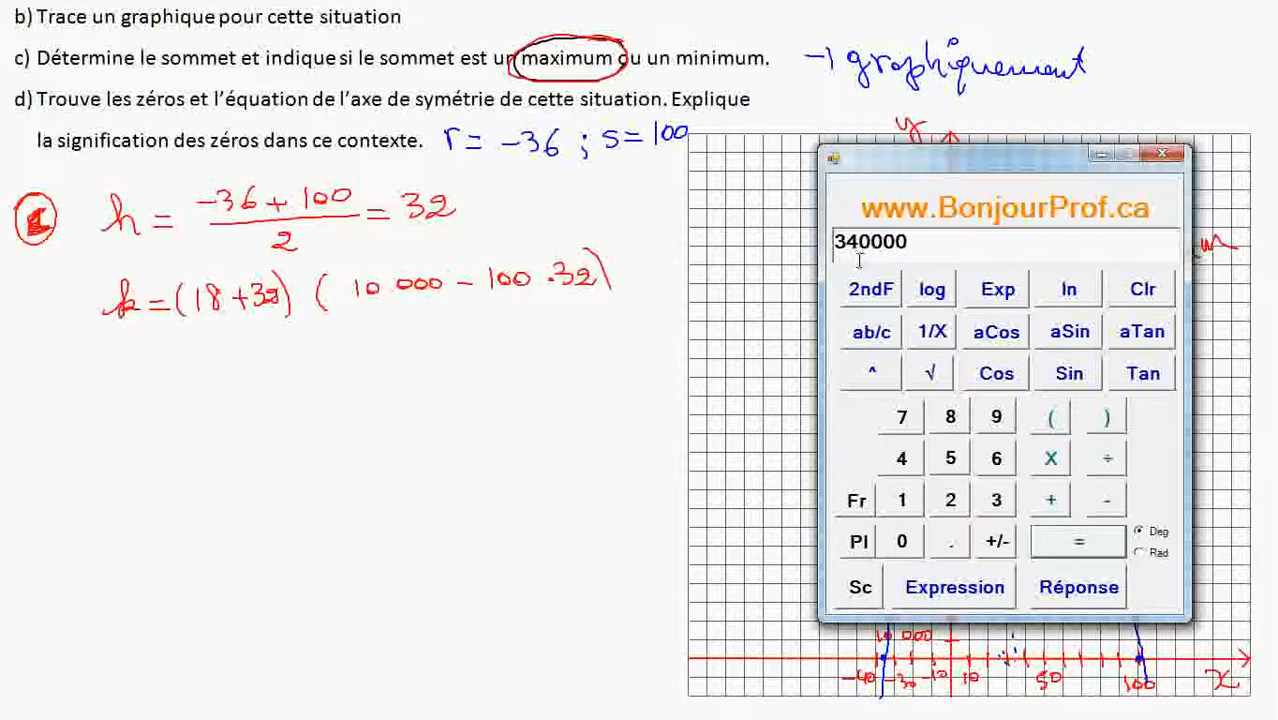 b) Trace un graphique pour cette situation
c) Détermine le sommet et indique si le sommet est un maximum ou un minimum. → graphiquement
d) Trouve les zéros et l'équation de l'axe de symétrie de cette situation. Explique
la signification des zéros dans ce contexte. r = -36 ; s = 100
h = (-36 + 100) / 2 = 32
k = (18 + 32) ( 10 000 - 100 . 32)
y
www.BonjourProf.ca
340000
2ndF log Exp ln Clr
ab/c 1/X aCos aSin aTan
^ √ Cos Sin Tan
7 8 9 ( )
4 5 6 X ÷
Fr 1 2 3 + -
PI 0 . +/- = Deg
Rad
Sc Expression Réponse
10 000
-40 -30 -10 10 50 100 x